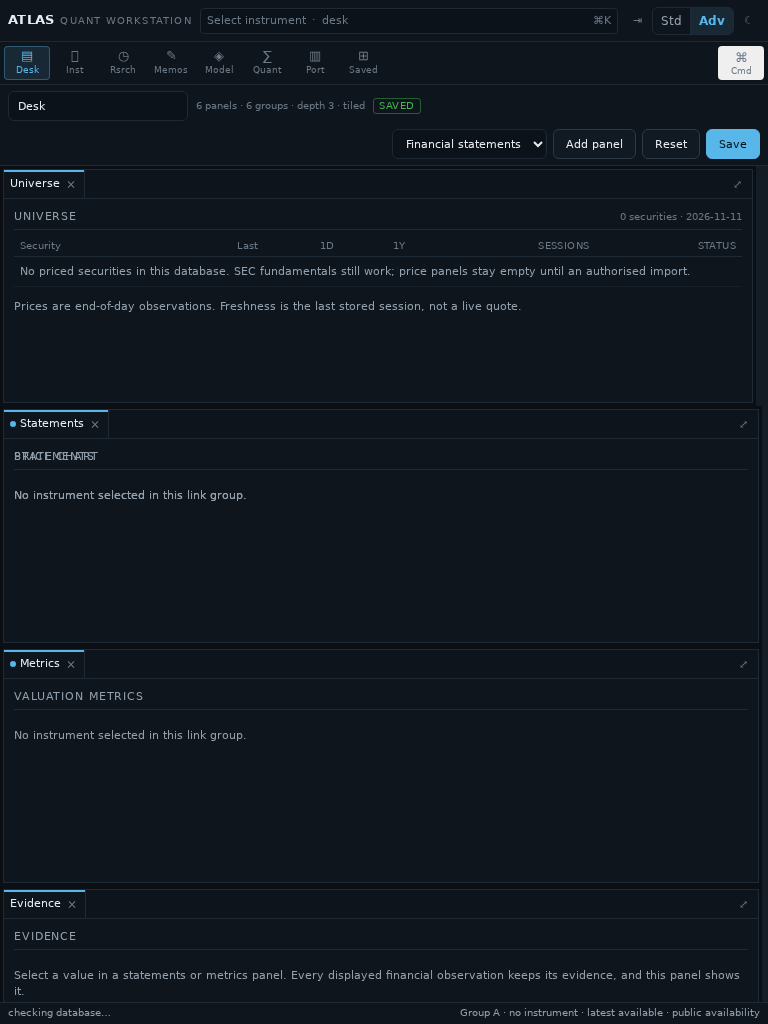 ATLAS QUANT WORKSTATION Select instrument · desk ⌘K ⇥ Std Adv ☾
Desk Inst Rsrch Memos Model Quant Port Saved ⌘ Cmd
Desk 6 panels · 6 groups · depth 3 · tiled SAVED
Financial statements Add panel Reset Save
Universe ×
UNIVERSE 0 securities · 2026-11-11
Security Last 1D 1Y SESSIONS STATUS
No priced securities in this database. SEC fundamentals still work; price panels stay empty until an authorised import.
Prices are end-of-day observations. Freshness is the last stored session, not a live quote.
Statements ×
No instrument selected in this link group.
Metrics ×
VALUATION METRICS
No instrument selected in this link group.
Evidence ×
EVIDENCE
Select a value in a statements or metrics panel. Every displayed financial observation keeps its evidence, and this panel shows
it.
checking database... Group A · no instrument · latest available · public availability